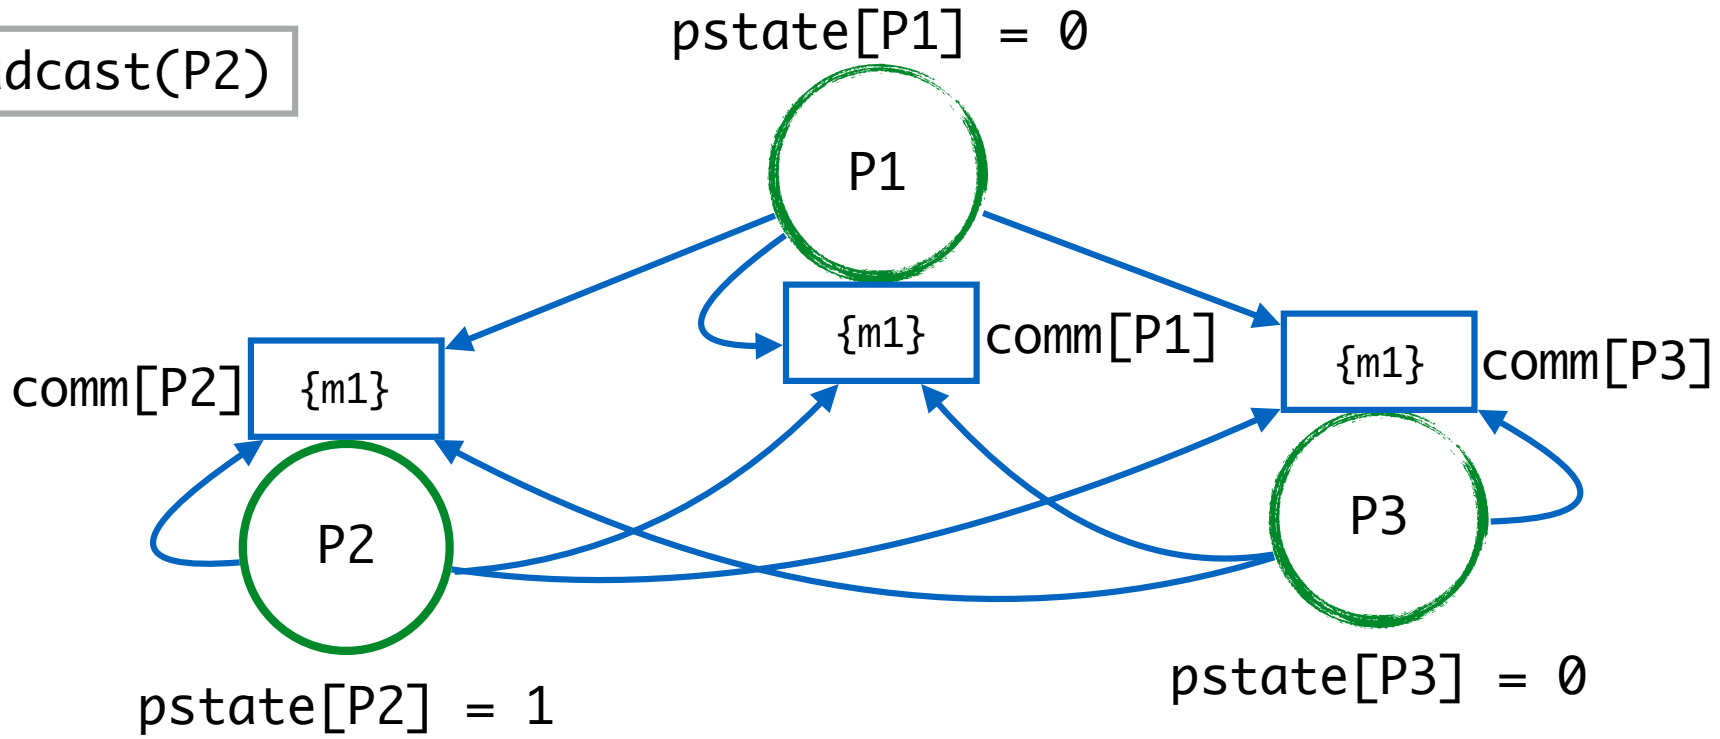 pstate[P1] = 0
dcast(P2)
P1
{m1}
comm[P1]
{m1}
comm[P3]
comm[P2]
{m1}
P3
P2
pstate[P3] = 0
pstate[P2] = 1